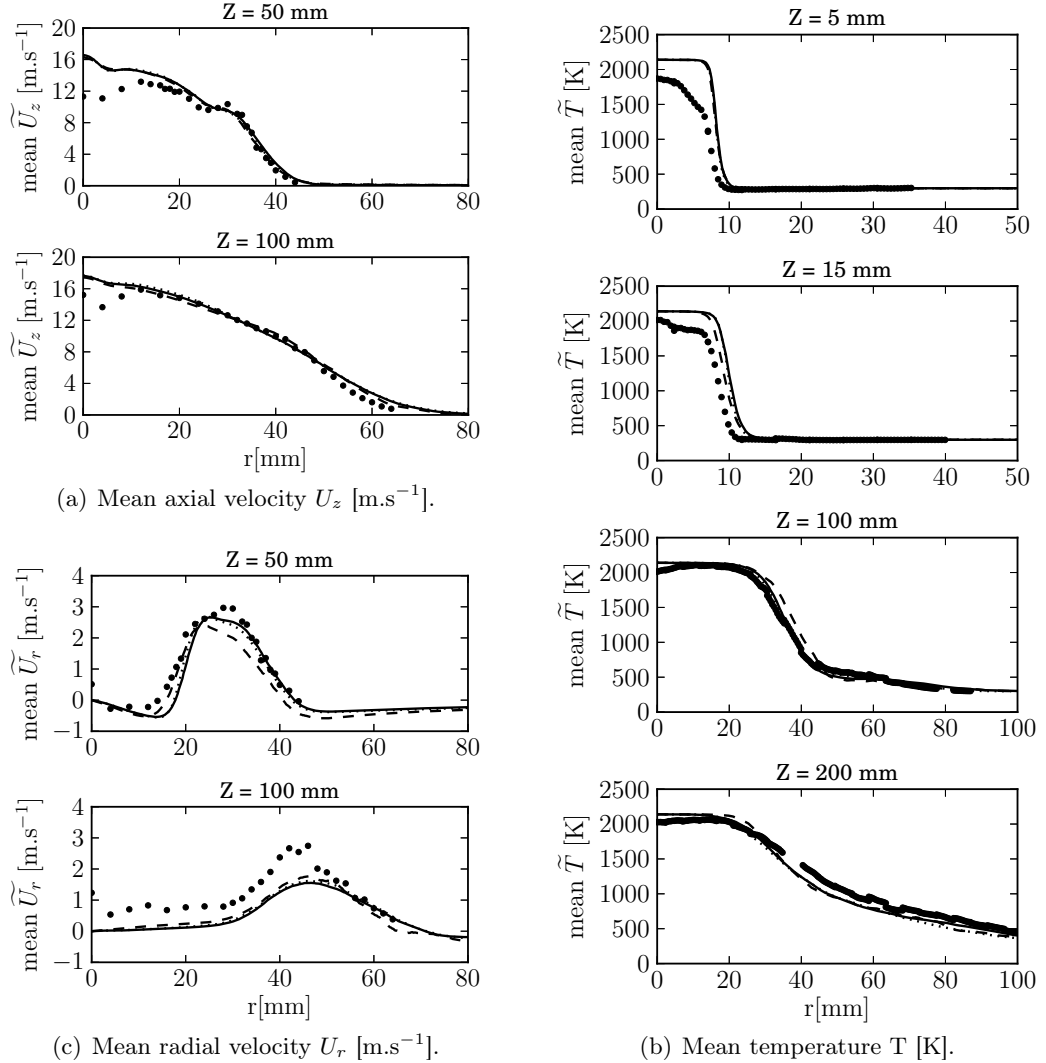 Z = 50 mm
mean Ũz [m.s⁻¹]
20
16
12
8
4
0
0 20 40 60 80
Z = 100 mm
mean Ũz [m.s⁻¹]
20
16
12
8
4
0
0 20 40 60 80
r[mm]
(a) Mean axial velocity Uz [m.s⁻¹].
Z = 50 mm
mean Ũr [m.s⁻¹]
4
3
2
1
0
−1
0 20 40 60 80
Z = 100 mm
mean Ũr [m.s⁻¹]
4
3
2
1
0
−1
0 20 40 60 80
r[mm]
(c) Mean radial velocity Ur [m.s⁻¹].
Z = 5 mm
mean T̃ [K]
2500
2000
1500
1000
500
0
0 10 20 30 40 50
Z = 15 mm
mean T̃ [K]
2500
2000
1500
1000
500
0
0 10 20 30 40 50
Z = 100 mm
mean T̃ [K]
2500
2000
1500
1000
500
0
0 20 40 60 80 100
Z = 200 mm
mean T̃ [K]
2500
2000
1500
1000
500
0
0 20 40 60 80 100
r[mm]
(b) Mean temperature T [K].